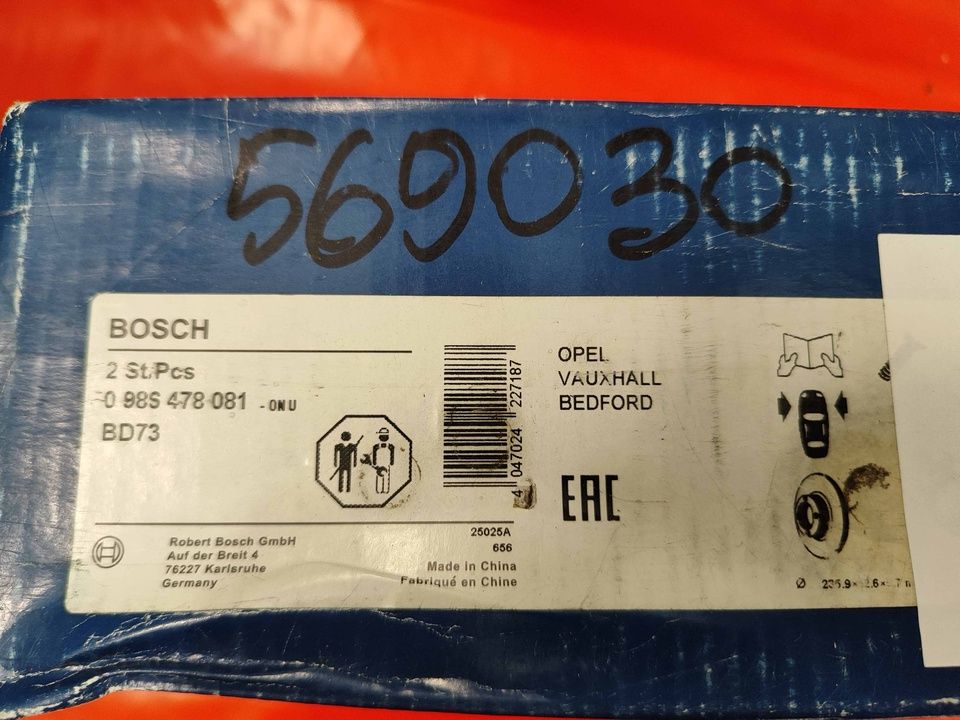 569030
BOSCH
2 St/Pcs
0 986 478 081 -0NU
BD73
4 047024 227187
OPEL
VAUXHALL
BEDFORD
EAC
Robert Bosch GmbH
Auf der Breit 4
76227 Karlsruhe
Germany
25025A
656
Made in China
Fabriqué en Chine
Ø